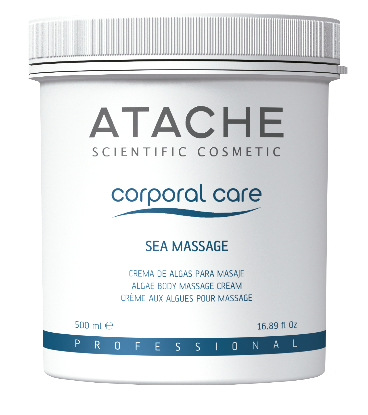 ATACHE
SCIENTIFIC COSMETIC
corporal care
SEA MASSAGE
CREMA DE ALGAS PARA MASAJE
ALGAE BODY MASSAGE CREAM
CRÈME AUX ALGUES POUR MASSAGE
500 ml ℮ 16.89 fl Oz
PROFESSIONAL